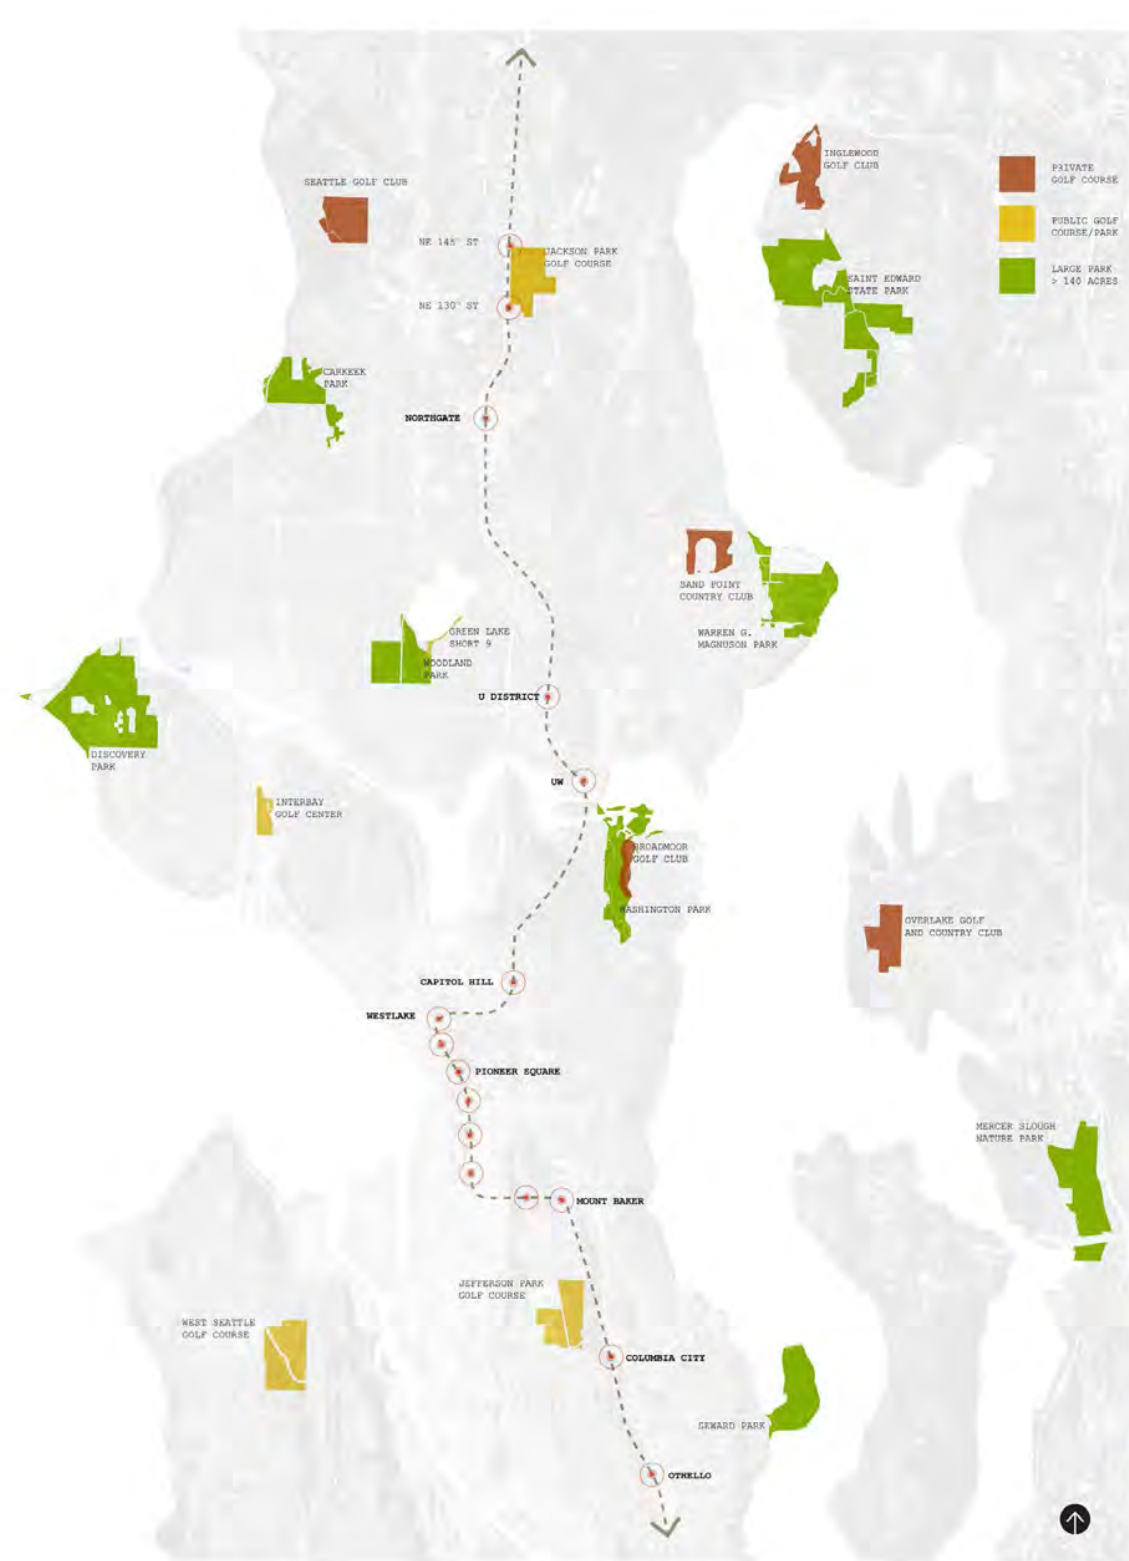 INGLEWOOD
GOLF CLUB
PRIVATE
GOLF COURSE
SEATTLE GOLF CLUB
PUBLIC GOLF
COURSE/PARK
NE 145ᵀᴴ ST
JACKSON PARK
GOLF COURSE
LARGE PARK
> 140 ACRES
SAINT EDWARD
STATE PARK
NE 130ᵀᴴ ST
CARKEEK
PARK
NORTHGATE
SAND POINT
COUNTRY CLUB
GREEN LAKE
SHORT 9
WARREN G.
MAGNUSON PARK
WOODLAND
PARK
U DISTRICT
DISCOVERY
PARK
UW
INTERBAY
GOLF CENTER
BROADMOOR
GOLF CLUB
WASHINGTON PARK
OVERLAKE GOLF
AND COUNTRY CLUB
CAPITOL HILL
WESTLAKE
PIONEER SQUARE
MERCER SLOUGH
NATURE PARK
MOUNT BAKER
JEFFERSON PARK
GOLF COURSE
WEST SEATTLE
GOLF COURSE
COLUMBIA CITY
SEWARD PARK
OTHELLO